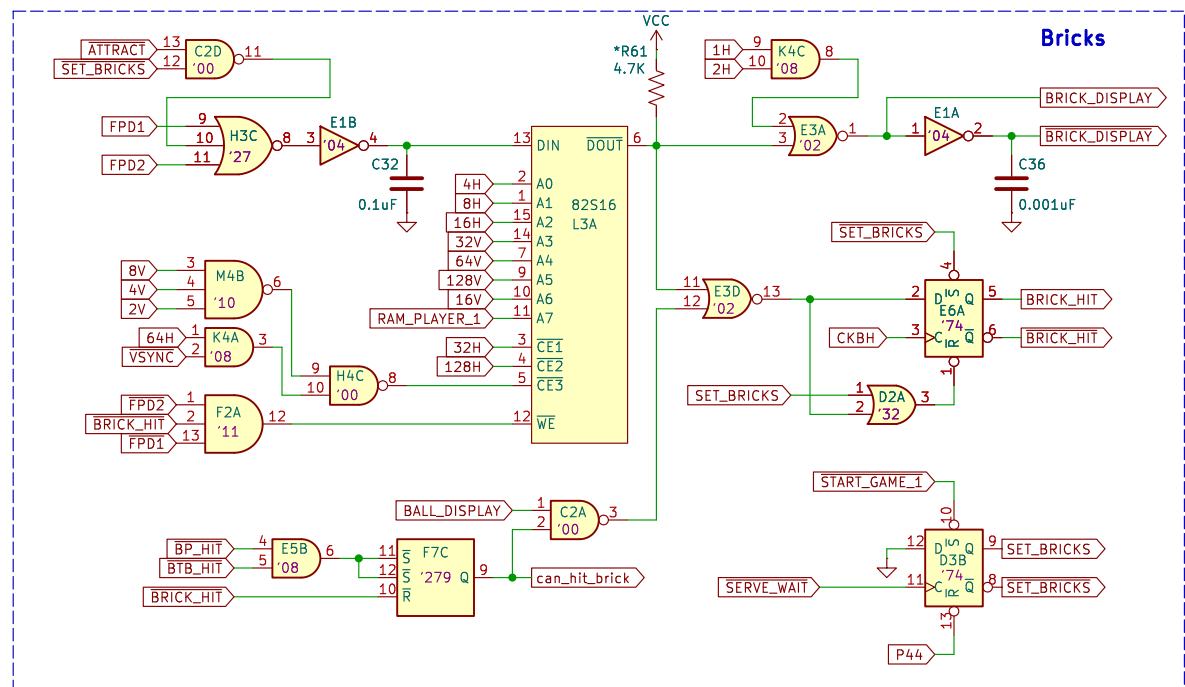 Bricks
ATTRACT
SET_BRICKS
13
12
C2D
'00
11
FPD1
FPD2
9
10
11
H3C
'27
8
3
E1B
'04
4
C32
0.1uF
VCC
*R61
4.7K
1H
2H
9
10
K4C
'08
8
2
3
E3A
'02
1
1
E1A
'04
2
BRICK_DISPLAY
BRICK_DISPLAY
C36
0.001uF
13 DIN
DOUT 6
4H 2 A0
8H 1 A1
16H 15 A2
32V 14 A3
64V 7 A4
128V 9 A5
16V 10 A6
RAM_PLAYER_1 11 A7
32H 3 CE1
128H 4 CE2
5 CE3
12 WE
82S16
L3A
8V 3
4V 4
2V 5
M4B
'10
6
64H 1
VSYNC 2
K4A
'08
3
9
10
H4C
'00
8
FPD2 1
BRICK_HIT 2
FPD1 13
F2A
'11
12
11
12
E3D
'02
13
SET_BRICKS
4
2 D S Q 5
E6A
'74
CKBH 3 C R Q 6
1
BRICK_HIT
BRICK_HIT
SET_BRICKS 1
2
D2A
'32
3
BALL_DISPLAY 1
2
C2A
'00
3
BP_HIT 4
BTB_HIT 5
E5B
'08
6
BRICK_HIT
11 S
12 S
10 R
F7C
'279
Q 9
can_hit_brick
START_GAME_1
10
12 D S Q 9
D3B
'74
SERVE_WAIT 11 C R Q 8
13
SET_BRICKS
SET_BRICKS
P44